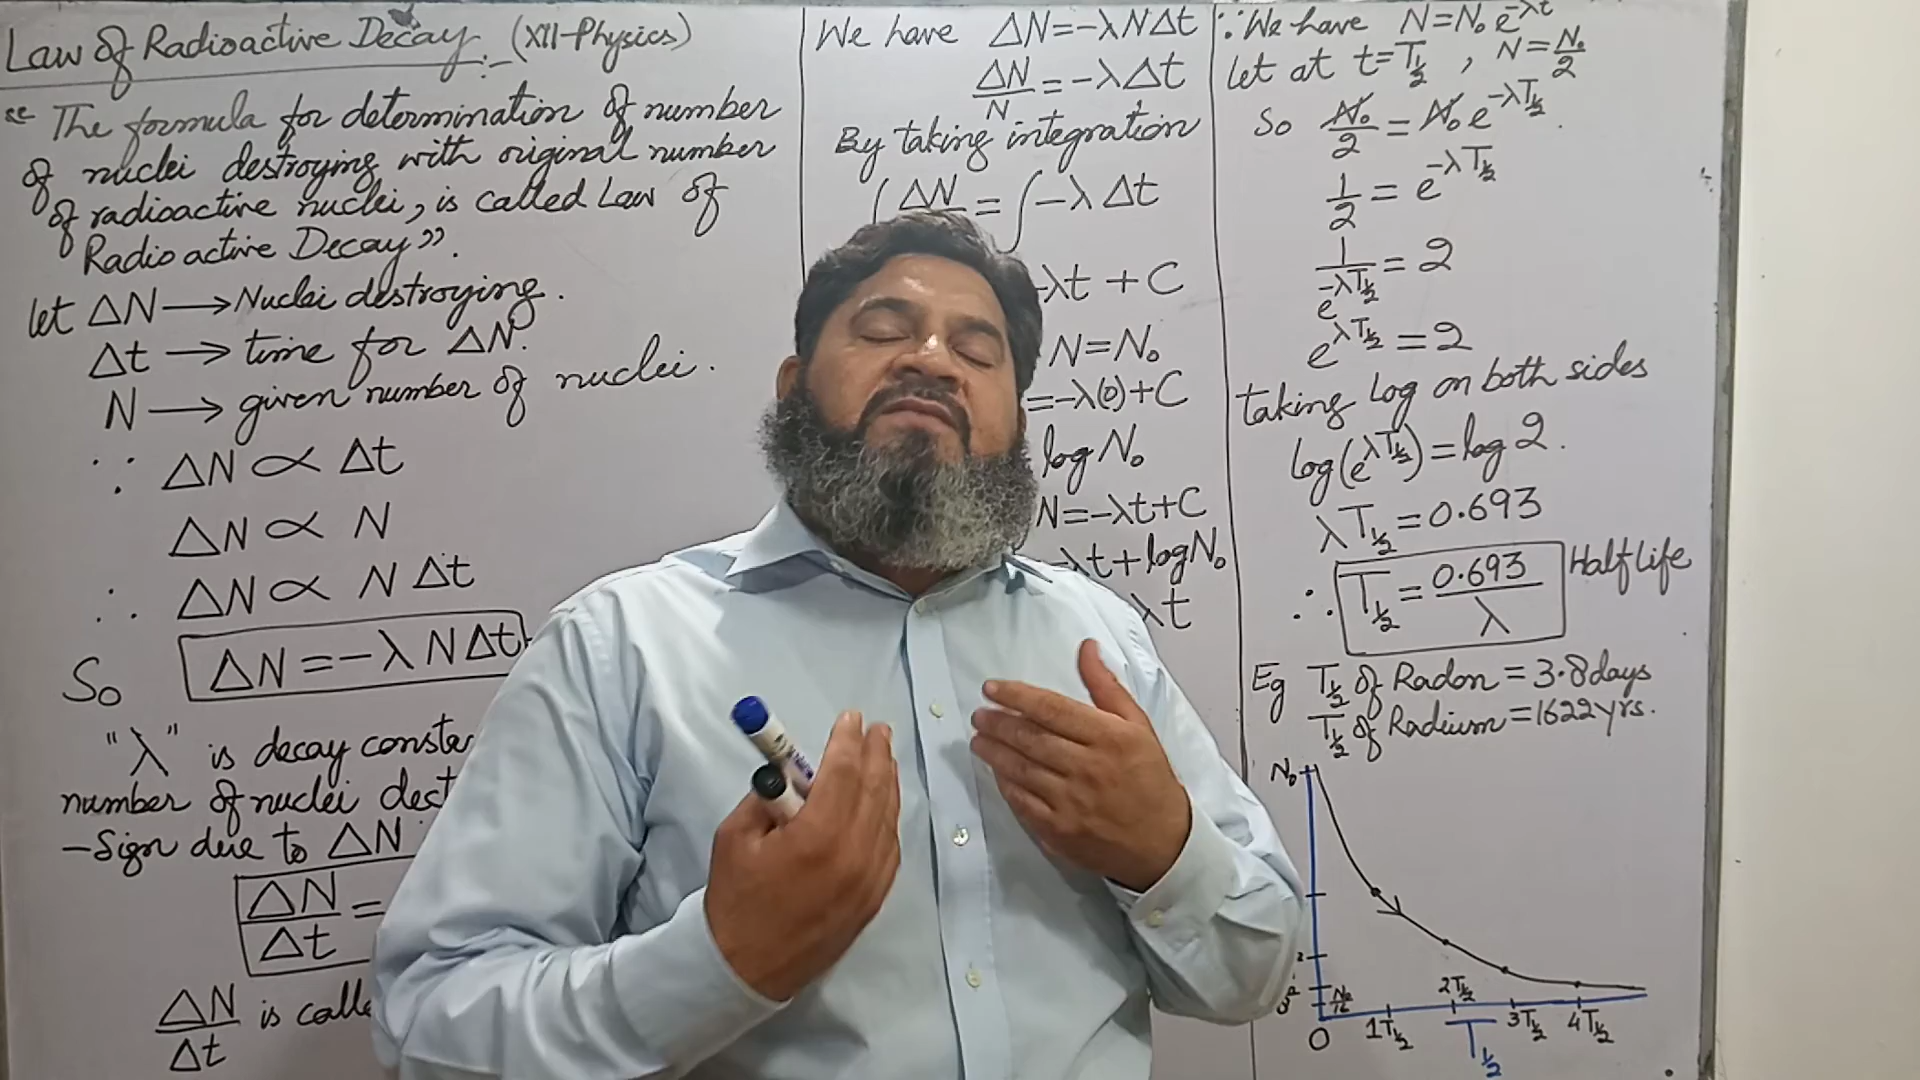 Law of Radioactive Decay. (XII-Physics)
"The formula for determination of number
of nuclei destroying with original number
of radioactive nuclei, is called Law of
Radioactive Decay".
let ΔN → Nuclei destroying.
Δt → time for ΔN.
N → given number of nuclei.
∵ ΔN ∝ Δt
ΔN ∝ N
∴ ΔN ∝ N Δt
So ΔN = -λ N Δt
"λ" is decay
number of nuclei
-Sign due to ΔN
ΔN/Δt =
ΔN/Δt is
We have ΔN = -λNΔt
ΔN/N = -λΔt
By taking integration
∫ ΔN = ∫ -λ Δt
-λt + C
N = N₀
= -λ(0) + C
log N₀
N = -λt + C
-λt + log N₀
λt
∵ We have N = N₀ e^-λt
let at t = T½ , N = N₀/2
So N₀/2 = N₀ e^-λT½ .
1/2 = e^-λT½
1/e^-λT½ = 2
e^λT½ = 2
taking log on both sides
log(e^λT½) = log 2.
λT½ = 0.693
∴ T½ = 0.693/λ Half life
Eg T½ of Radon = 3.8 days
T½ of Radium = 1622 yrs.
N₀
0 1T½ 2T½ 3T½ 4T½
T½